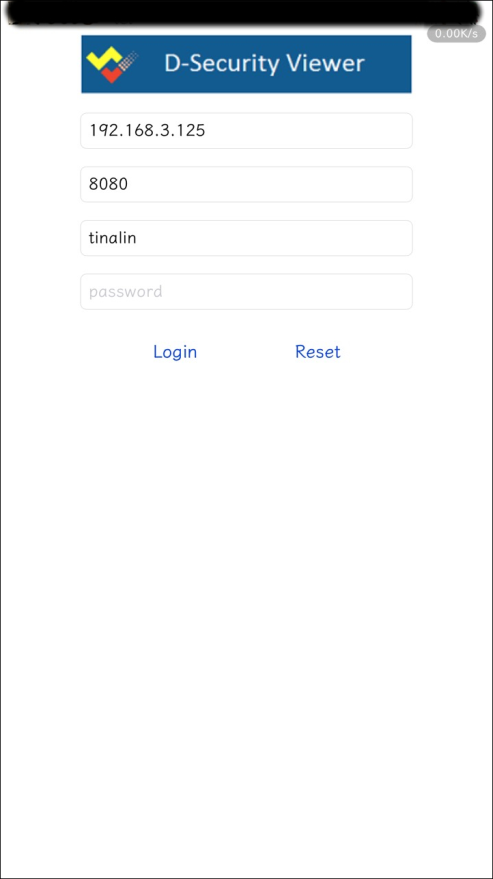 0.00K/s
D-Security Viewer
192.168.3.125
8080
tinalin
password
Login Reset